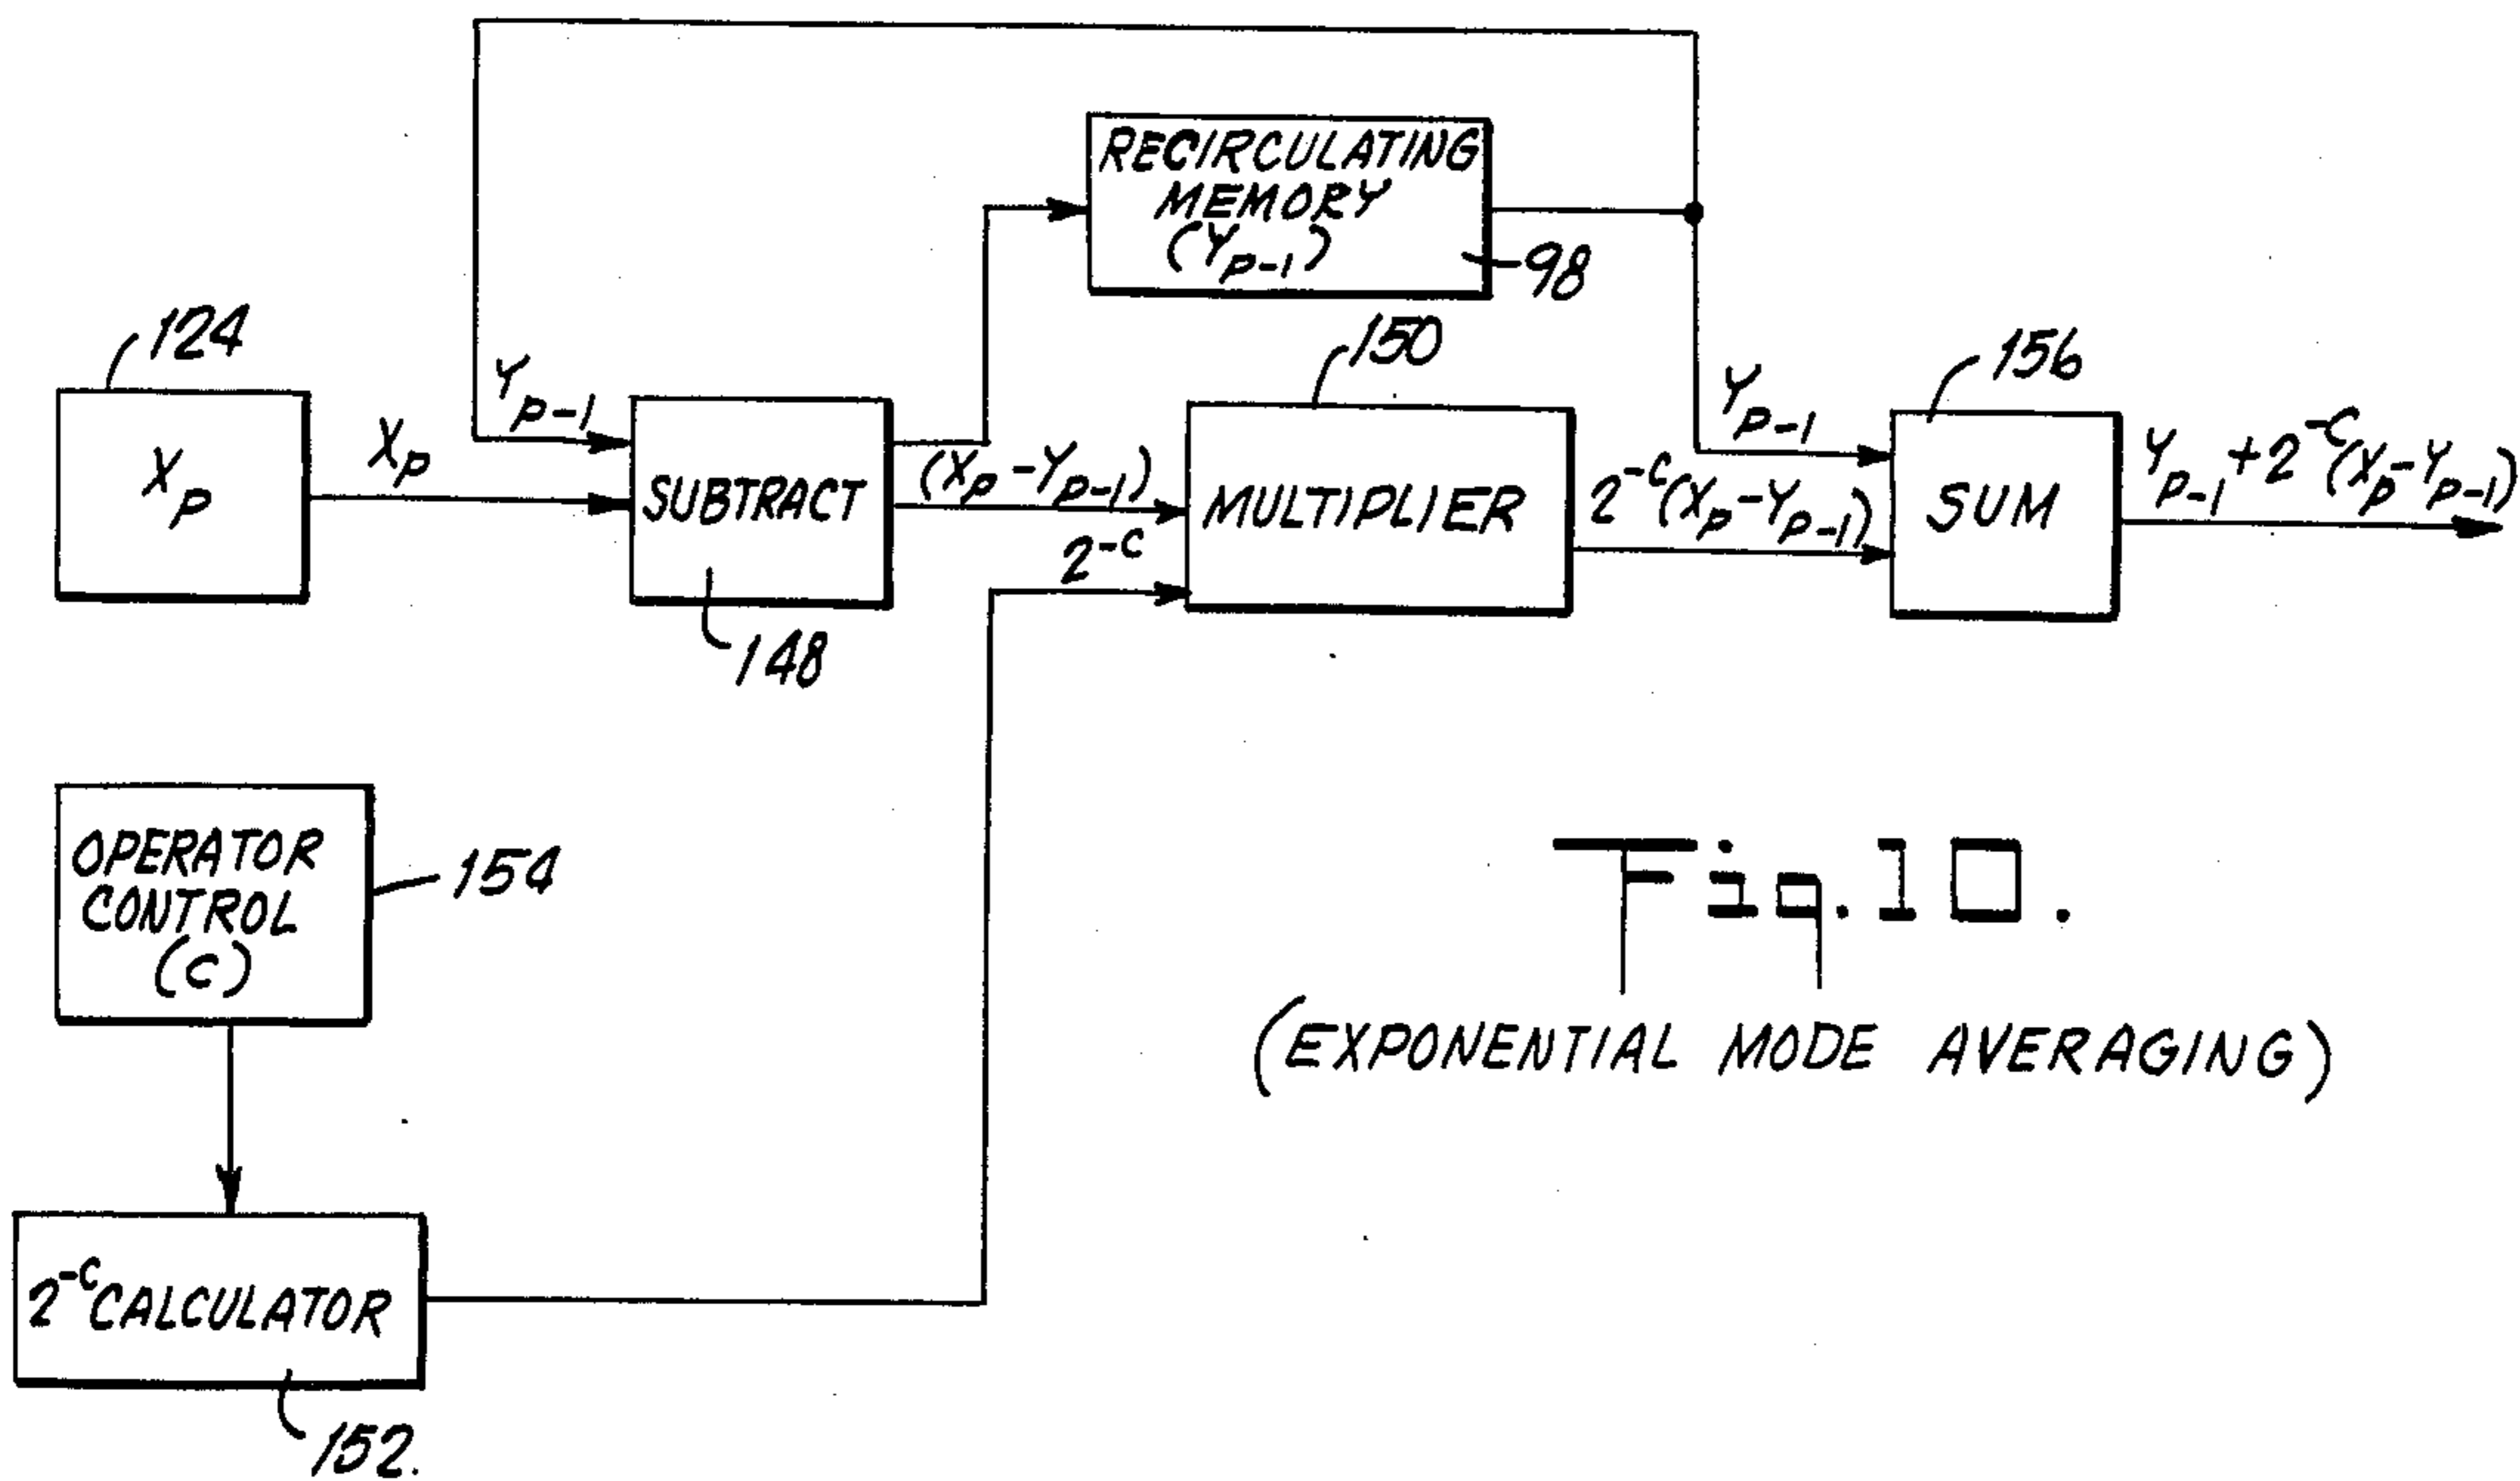 RECIRCULATING
MEMORY
(Yp-1)
98
124
Xp
Xp
Yp-1
SUBTRACT
148
(Xp-Yp-1)
2^-C
150
MULTIPLIER
2^-C(Xp-Yp-1)
Yp-1
156
SUM
Yp-1+2^-C(Xp-Yp-1)
OPERATOR
CONTROL
(C)
154
2^-C CALCULATOR
152.
Fig. 10.
(EXPONENTIAL MODE AVERAGING)